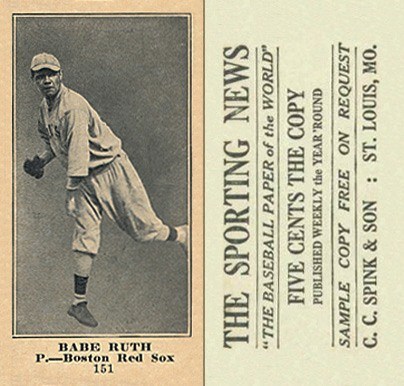 BABE RUTH
P.—Boston Red Sox
151
THE SPORTING NEWS
"THE BASEBALL PAPER of the WORLD"
FIVE CENTS THE COPY
PUBLISHED WEEKLY the YEAR 'ROUND
SAMPLE COPY FREE ON REQUEST
C. C. SPINK & SON : ST. LOUIS, MO.